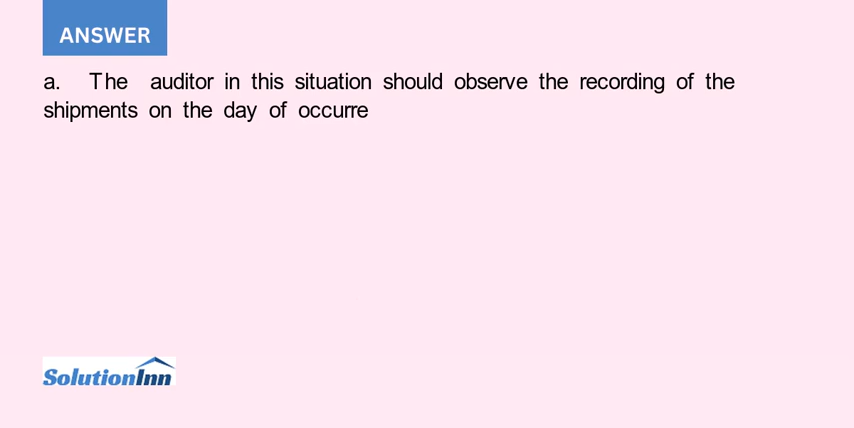 ANSWER
a. The auditor in this situation should observe the recording of the
shipments on the day of occurre
SolutionInn